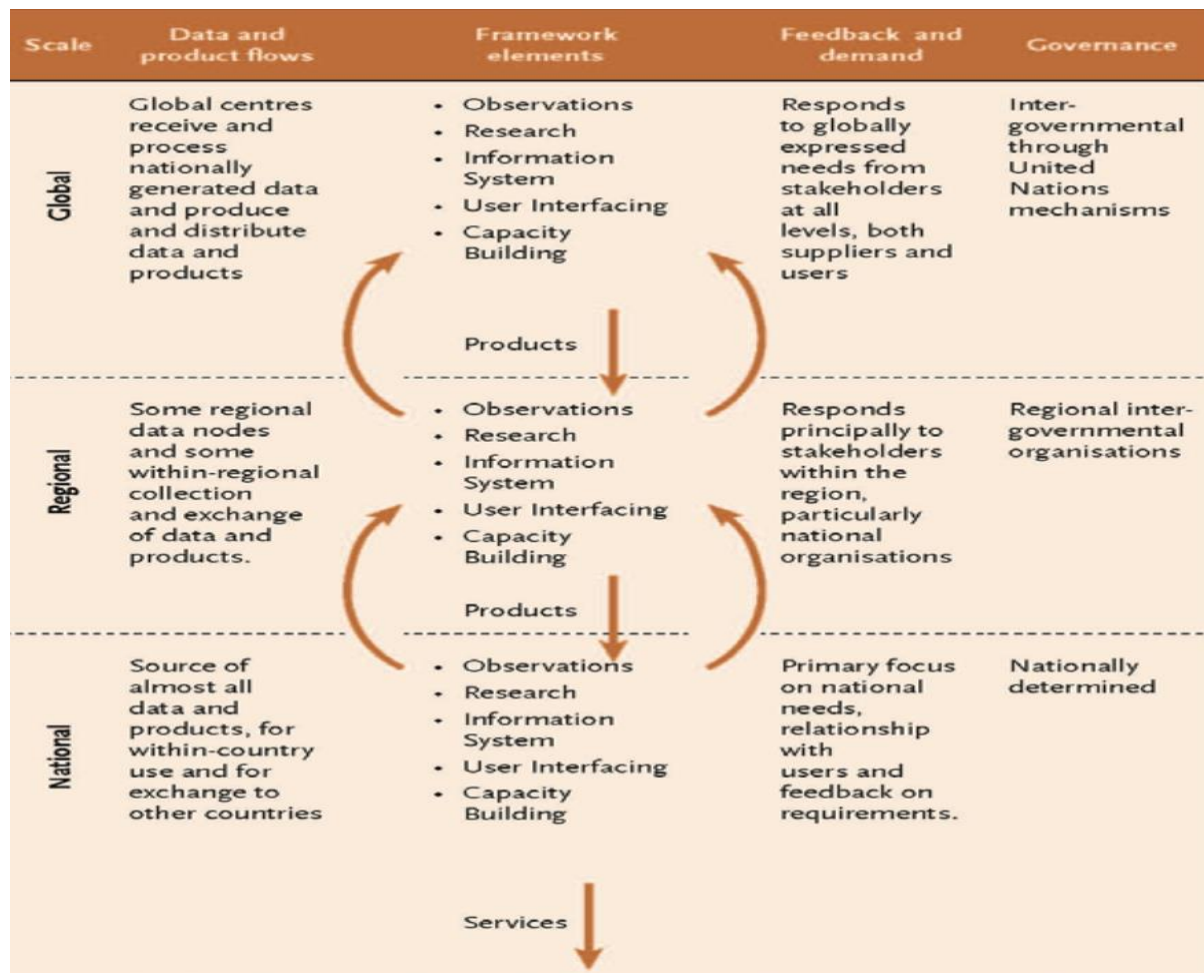 Scale
Data and
product flows
Framework
elements
Feedback and
demand
Governance
Global
Global centres
receive and
process
nationally
generated data
and produce
and distribute
data and
products
• Observations
• Research
• Information
System
• User Interfacing
• Capacity
Building
Responds
to globally
expressed
needs from
stakeholders
at all
levels, both
suppliers and
users
Inter-
governmental
through
United
Nations
mechanisms
Products
Regional
Some regional
data nodes
and some
within-regional
collection
and exchange
of data and
products.
• Observations
• Research
• Information
System
• User Interfacing
• Capacity
Building
Responds
principally to
stakeholders
within the
region,
particularly
national
organisations
Regional inter-
governmental
organisations
Products
National
Source of
almost all
data and
products, for
within-country
use and for
exchange to
other countries
• Observations
• Research
• Information
System
• User Interfacing
• Capacity
Building
Primary focus
on national
needs,
relationship
with
users and
feedback on
requirements.
Nationally
determined
Services